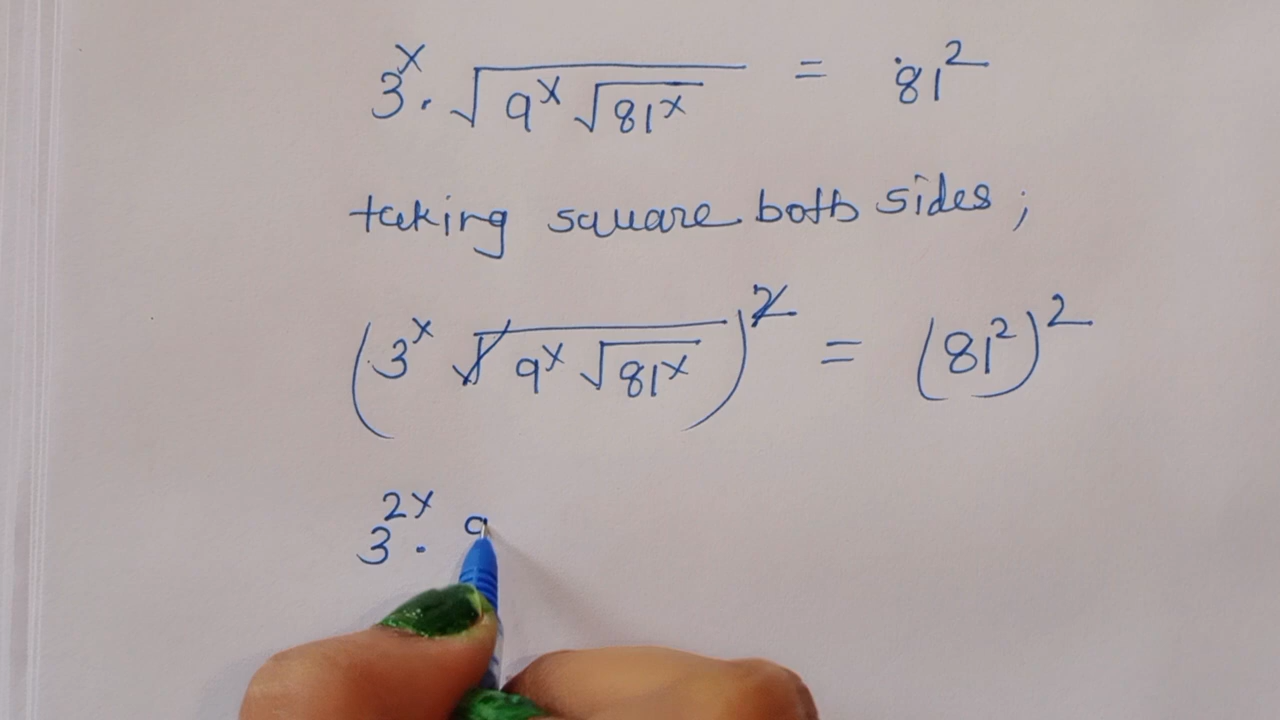 3^x · √(9^x √(81^x)) = 81^2
taking square both sides ;
(3^x √(9^x √(81^x)))^2 = (81^2)^2
3^2x · 9